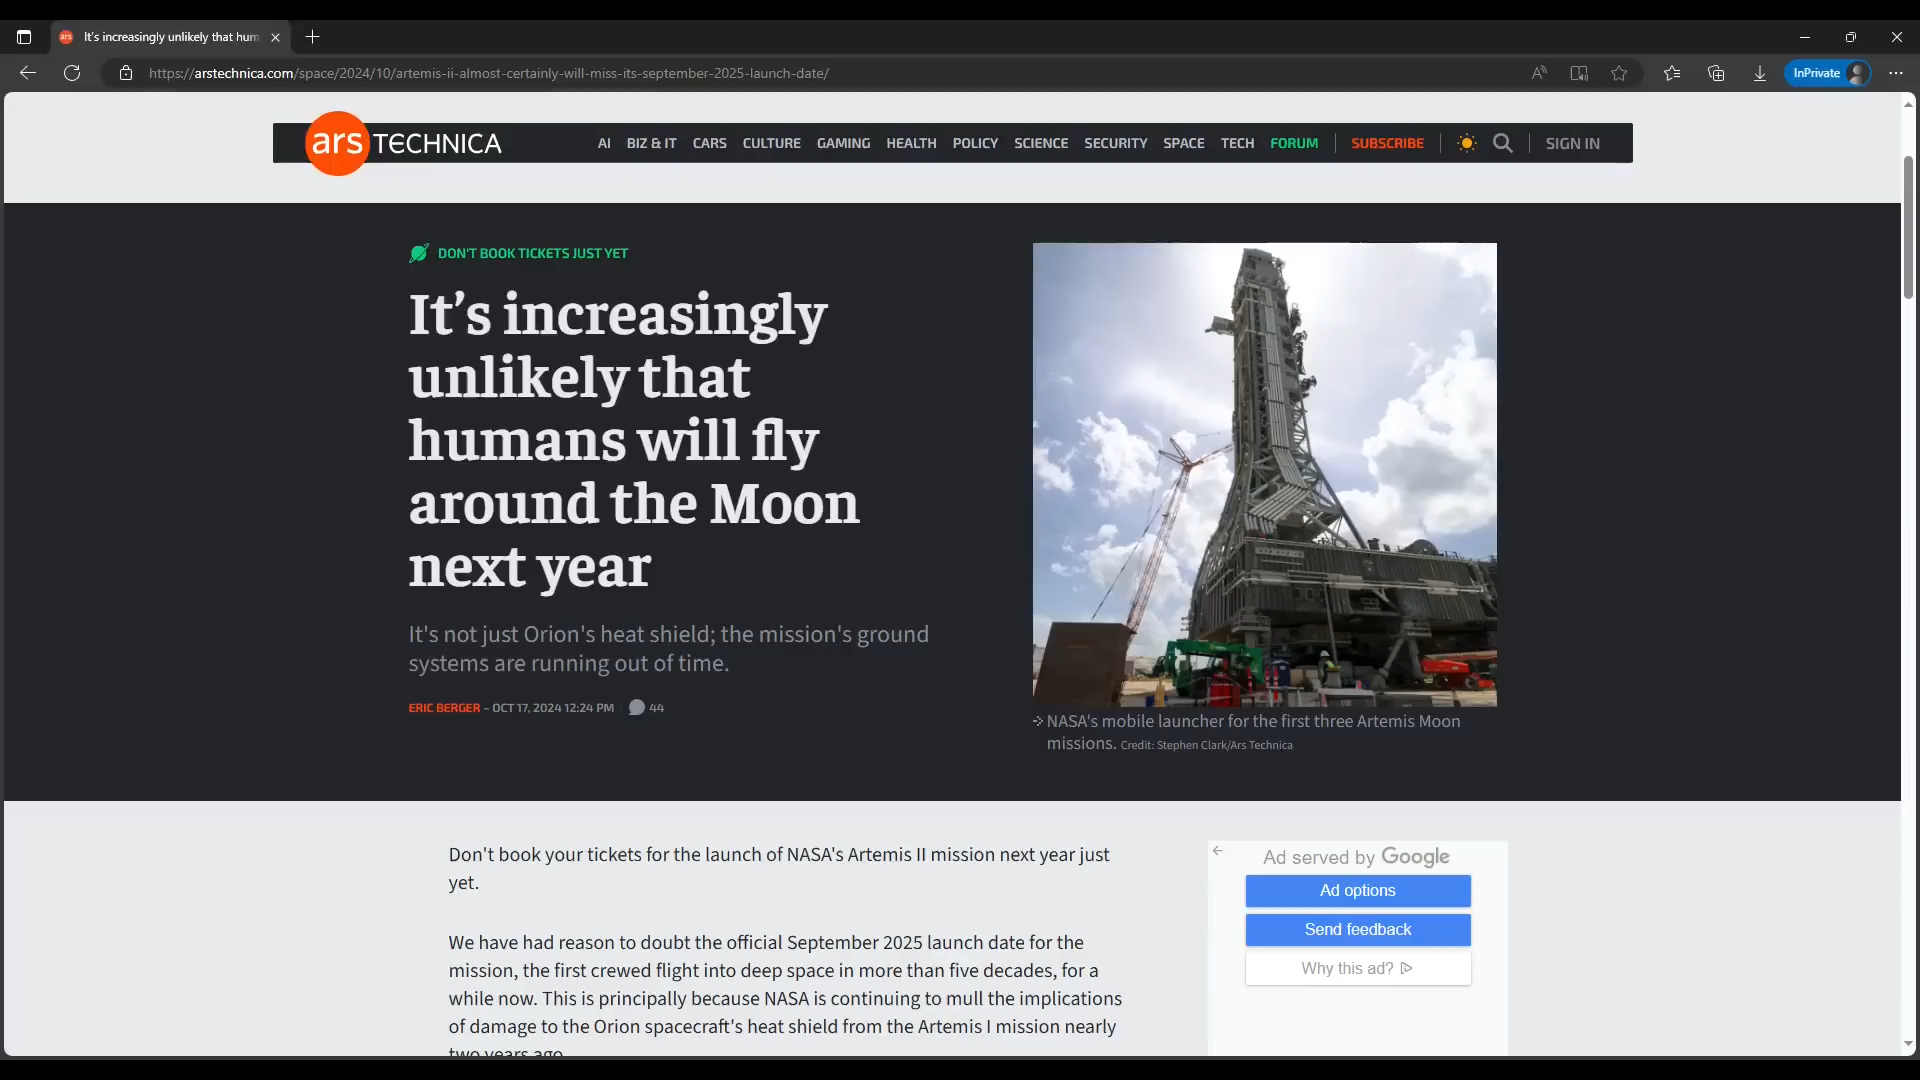 It's increasingly unlikely that hum
https://arstechnica.com/space/2024/10/artemis-ii-almost-certainly-will-miss-its-september-2025-launch-date/
InPrivate
ars TECHNICA
AI BIZ & IT CARS CULTURE GAMING HEALTH POLICY SCIENCE SECURITY SPACE TECH FORUM SUBSCRIBE SIGN IN
DON'T BOOK TICKETS JUST YET
It’s increasingly
unlikely that
humans will fly
around the Moon
next year
It's not just Orion's heat shield; the mission's ground
systems are running out of time.
ERIC BERGER – OCT 17, 2024 12:24 PM 44
NASA's mobile launcher for the first three Artemis Moon
missions. Credit: Stephen Clark/Ars Technica
Don't book your tickets for the launch of NASA's Artemis II mission next year just
yet.
We have had reason to doubt the official September 2025 launch date for the
mission, the first crewed flight into deep space in more than five decades, for a
while now. This is principally because NASA is continuing to mull the implications
of damage to the Orion spacecraft's heat shield from the Artemis I mission nearly
two years ago.
Ad served by Google
Ad options
Send feedback
Why this ad?